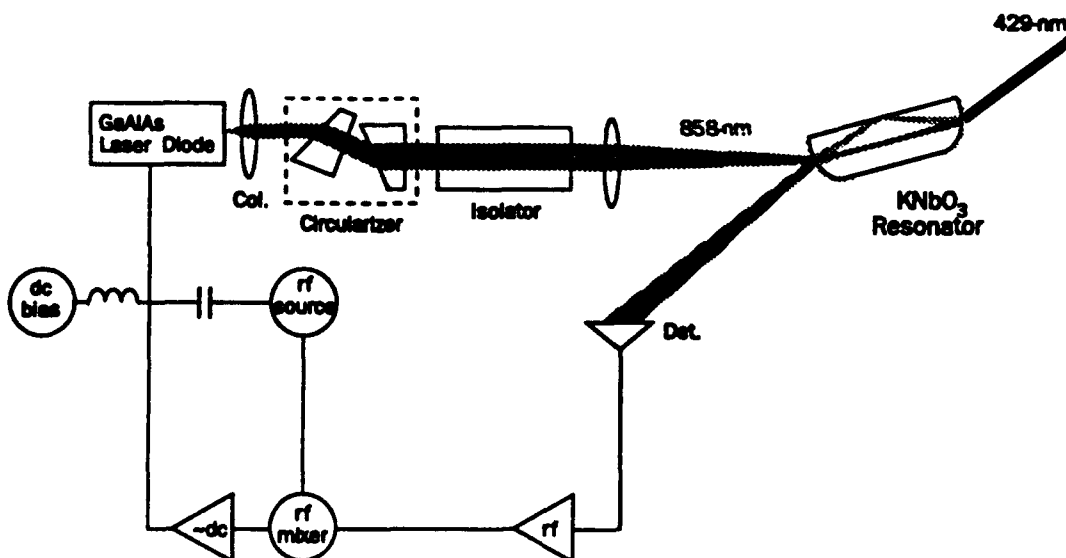 429-nm
GaAlAs
Laser Diode
858-nm
Col.
Circularizer
Isolator
KNbO₃
Resonator
dc
bias
rf
source
Det.
~dc
rf
mixer
rf